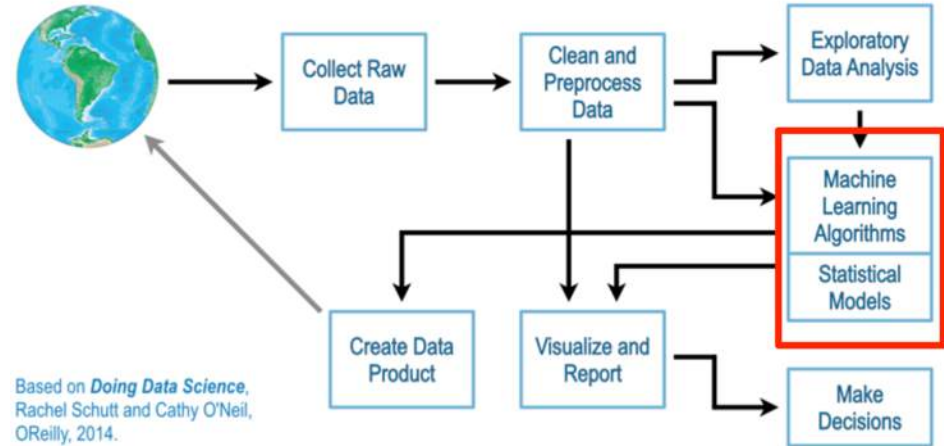 Collect Raw
Data
Clean and
Preprocess
Data
Exploratory
Data Analysis
Machine
Learning
Algorithms
Statistical
Models
Create Data
Product
Visualize and
Report
Make
Decisions
Based on Doing Data Science,
Rachel Schutt and Cathy O'Neil,
OReilly, 2014.